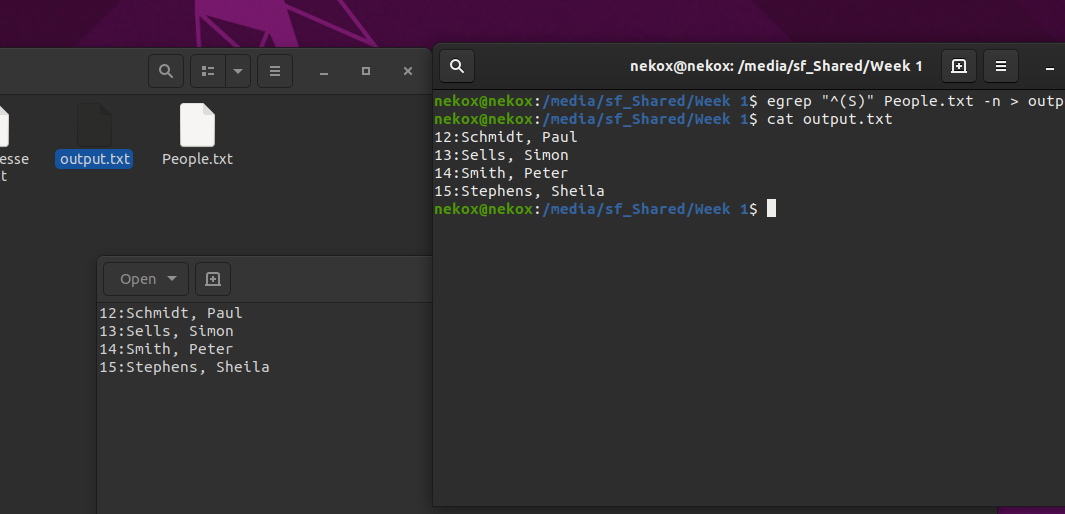 esse
t
output.txt
People.txt
Open
12:Schmidt, Paul
13:Sells, Simon
14:Smith, Peter
15:Stephens, Sheila
nekox@nekox: /media/sf_Shared/Week 1
nekox@nekox:/media/sf_Shared/Week 1$ egrep "^(S)" People.txt -n > outp
nekox@nekox:/media/sf_Shared/Week 1$ cat output.txt
12:Schmidt, Paul
13:Sells, Simon
14:Smith, Peter
15:Stephens, Sheila
nekox@nekox:/media/sf_Shared/Week 1$